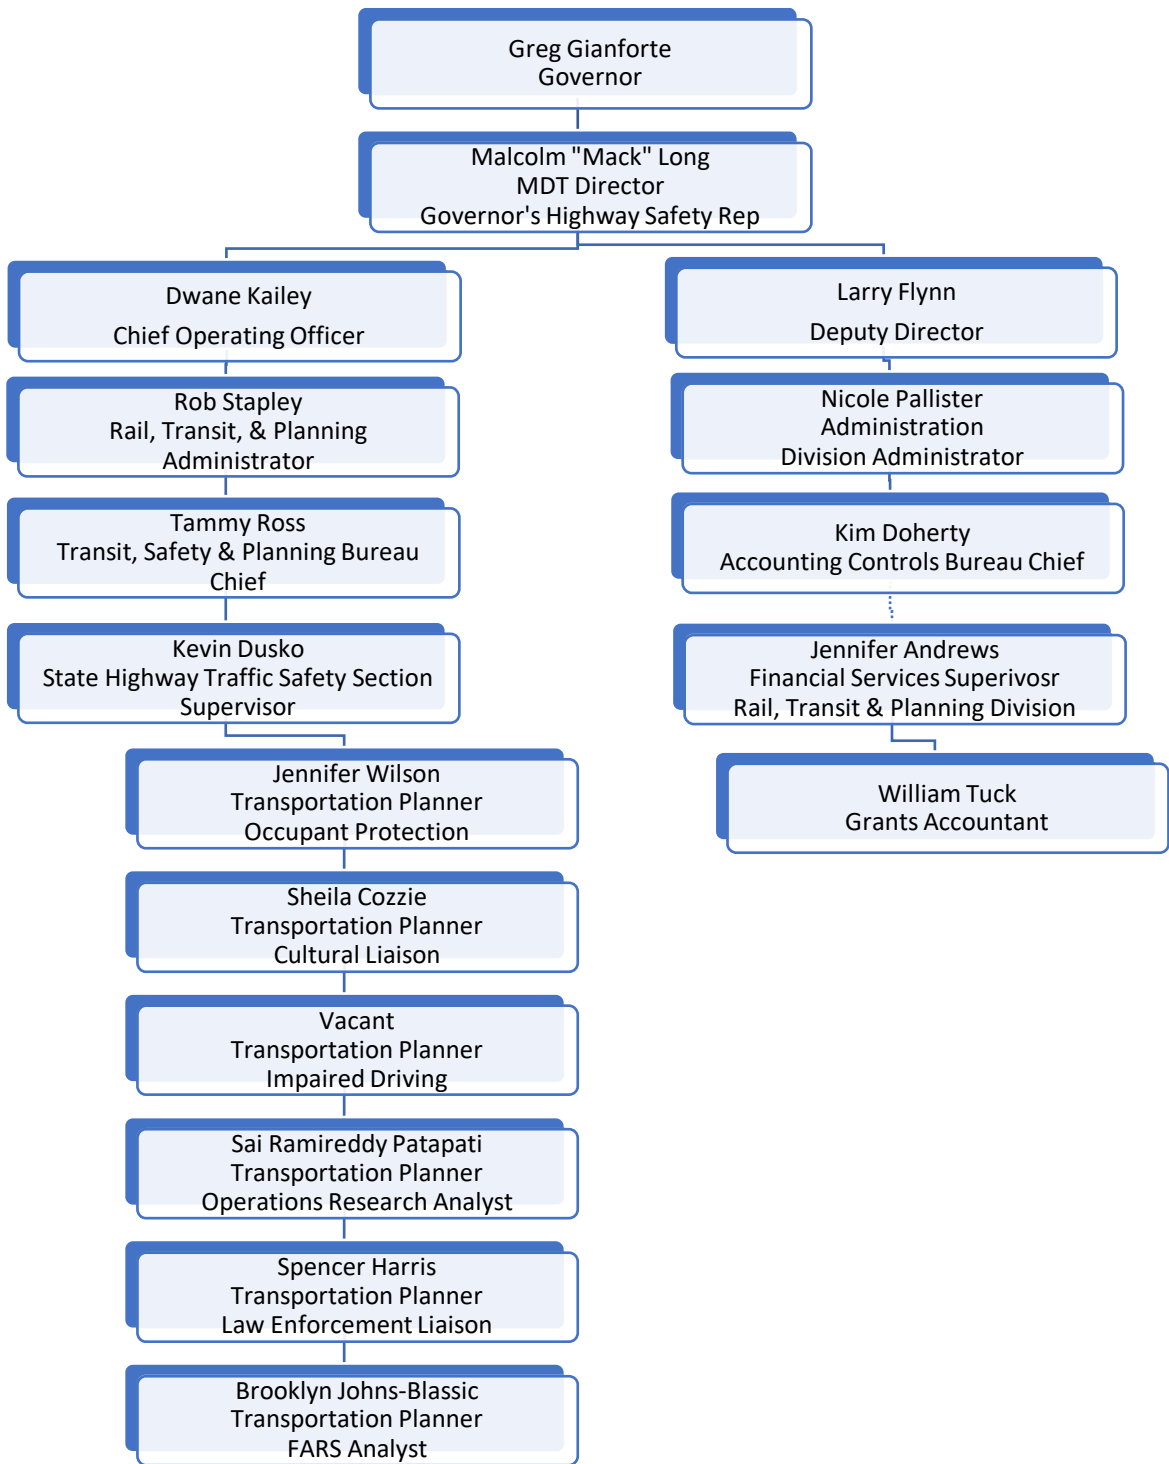 Greg Gianforte
Governor
Malcolm "Mack" Long
MDT Director
Governor's Highway Safety Rep
Dwane Kailey
Chief Operating Officer
Rob Stapley
Rail, Transit, & Planning
Administrator
Tammy Ross
Transit, Safety & Planning Bureau
Chief
Kevin Dusko
State Highway Traffic Safety Section
Supervisor
Jennifer Wilson
Transportation Planner
Occupant Protection
Sheila Cozzie
Transportation Planner
Cultural Liaison
Vacant
Transportation Planner
Impaired Driving
Sai Ramireddy Patapati
Transportation Planner
Operations Research Analyst
Spencer Harris
Transportation Planner
Law Enforcement Liaison
Brooklyn Johns-Blassic
Transportation Planner
FARS Analyst
Larry Flynn
Deputy Director
Nicole Pallister
Administration
Division Administrator
Kim Doherty
Accounting Controls Bureau Chief
Jennifer Andrews
Financial Services Superivosr
Rail, Transit & Planning Division
William Tuck
Grants Accountant